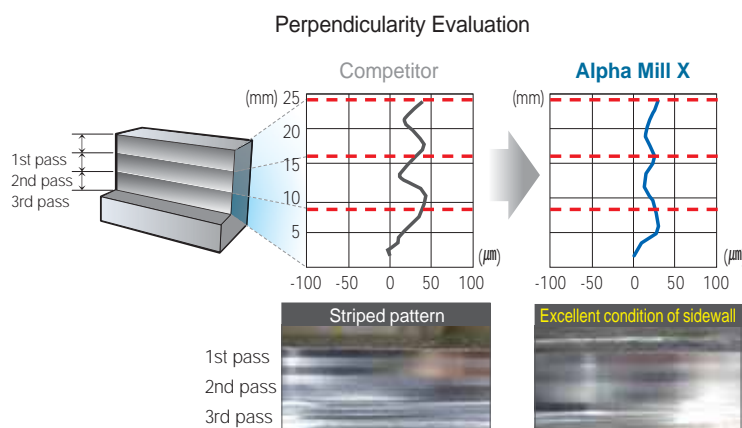 Perpendicularity Evaluation
Competitor
Alpha Mill X
(mm) 25
20
15
10
5
(㎛)
-100 -50 0 50 100
(mm)
(㎛)
-100 -50 0 50 100
1st pass
2nd pass
3rd pass
Striped pattern
Excellent condition of sidewall
1st pass
2nd pass
3rd pass